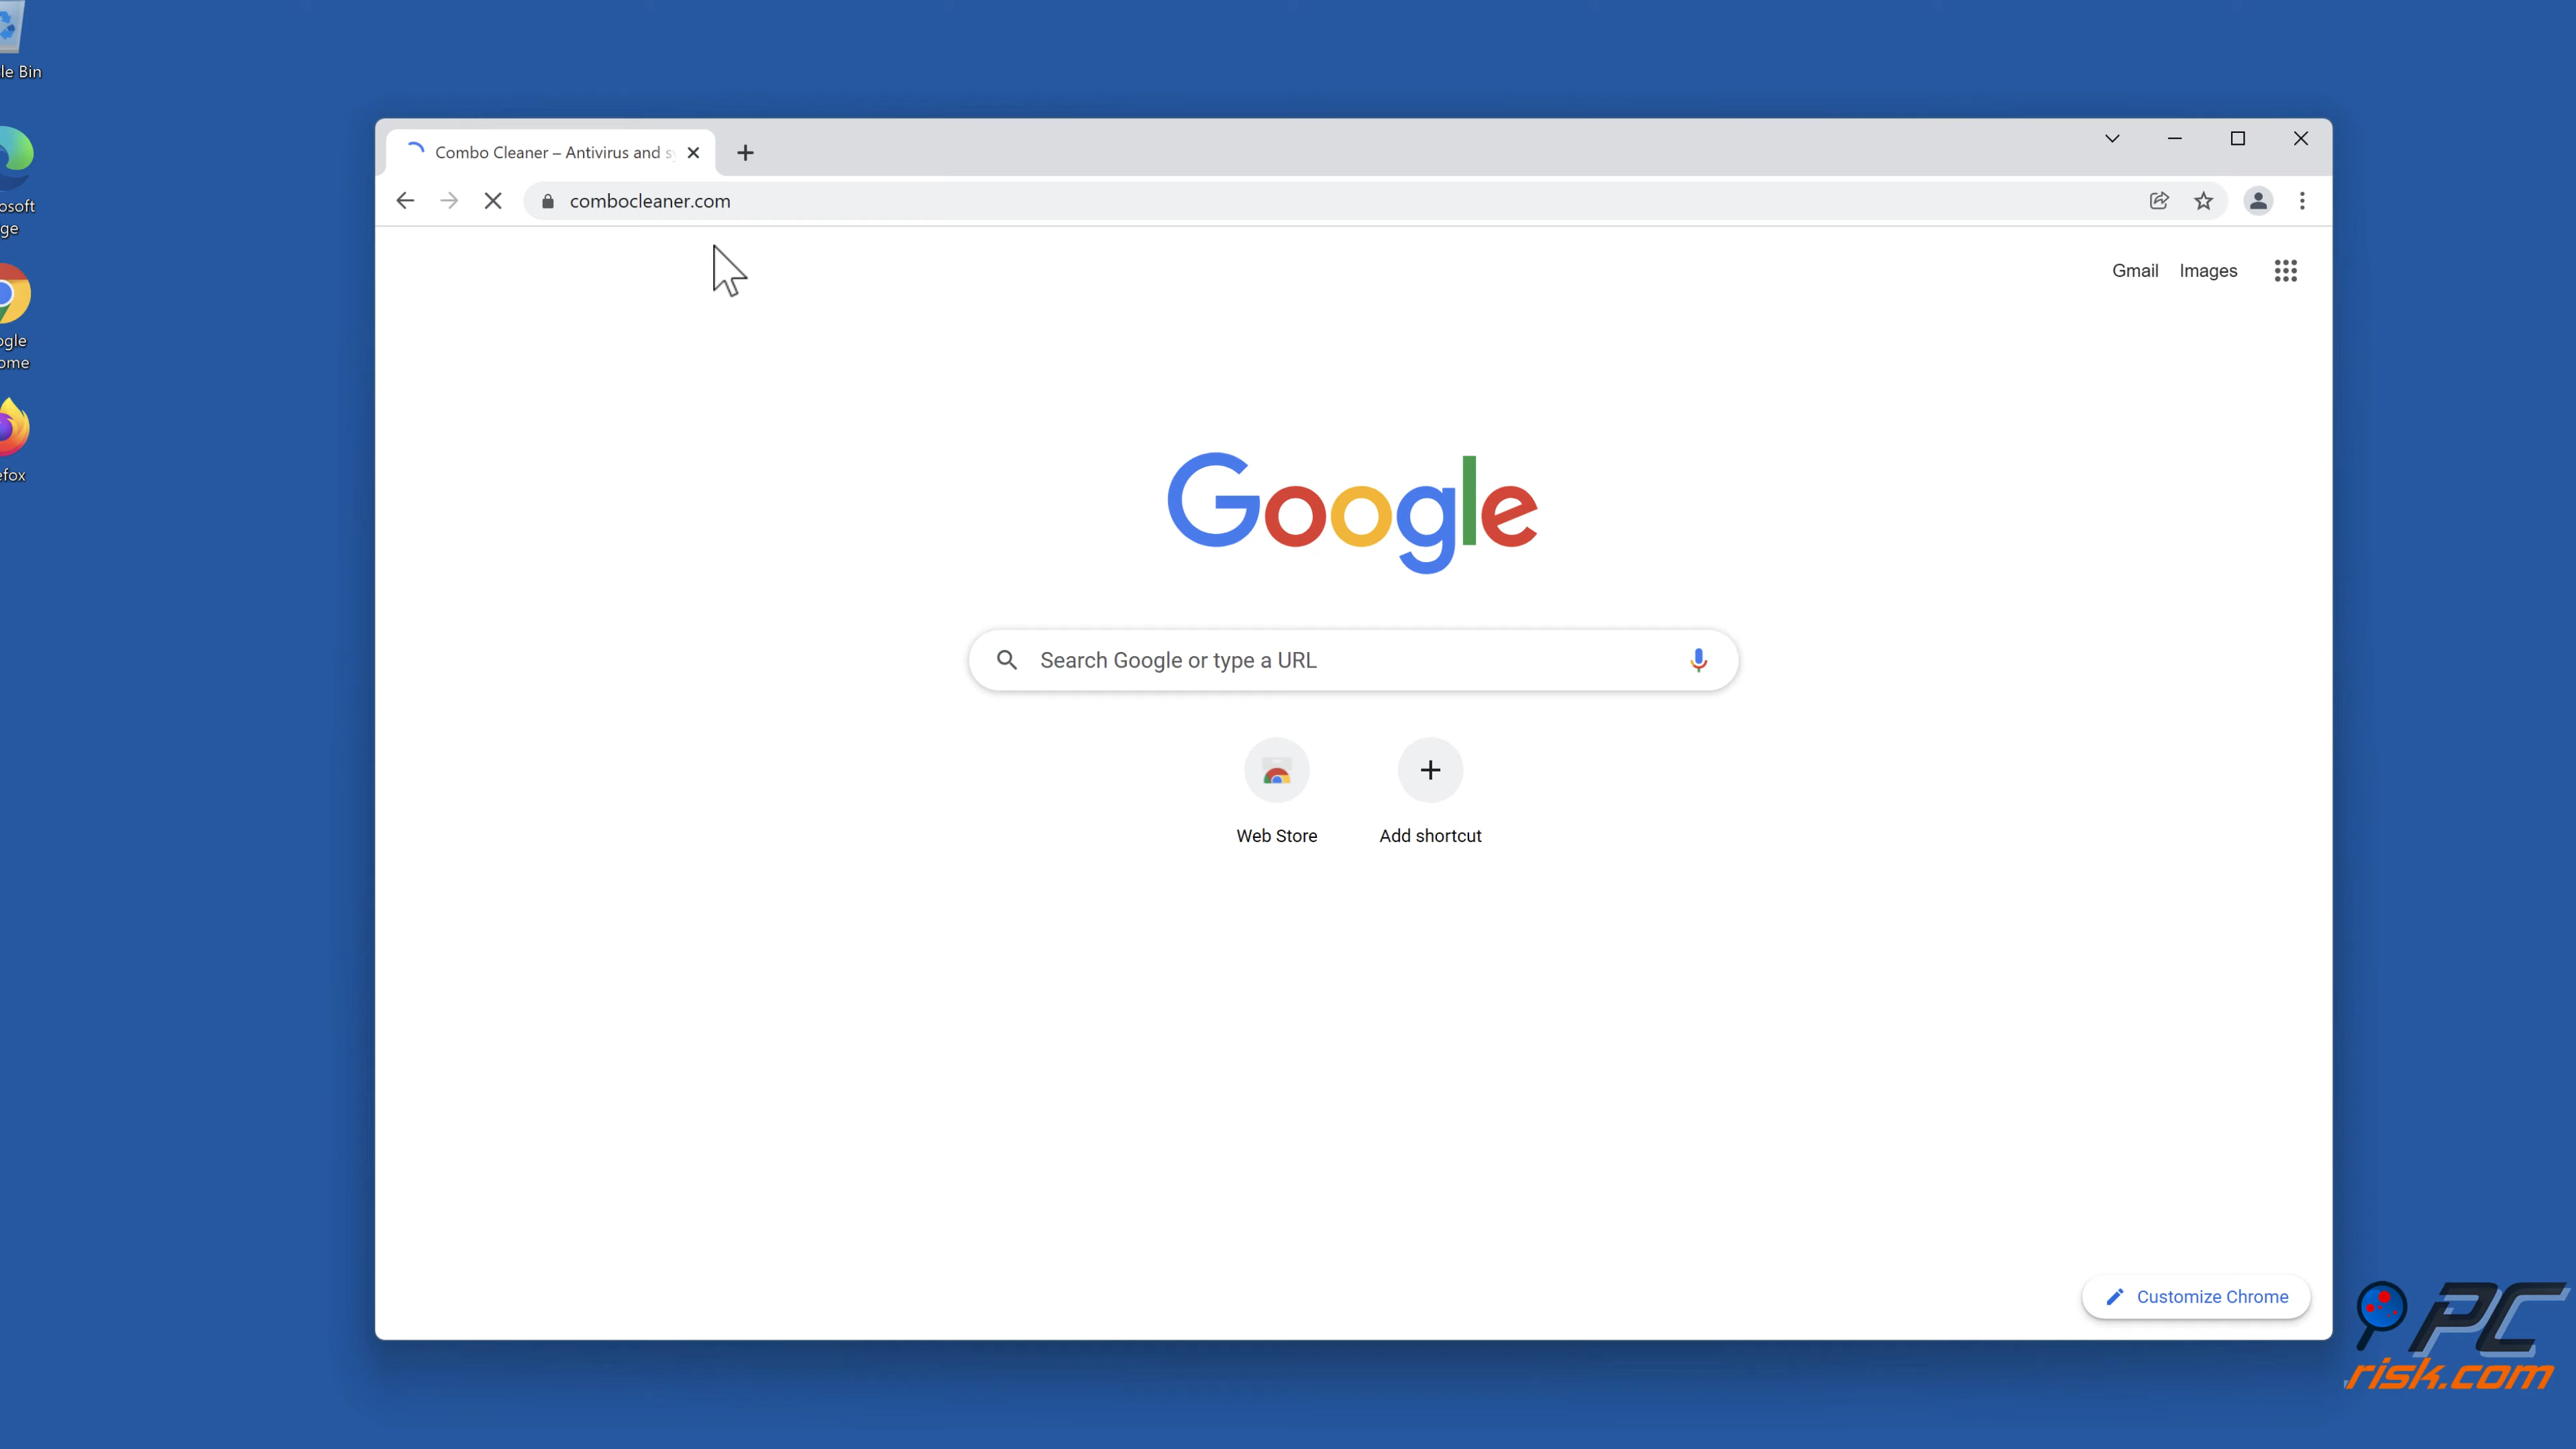 le Bin
osoft
ge
ogle
ome
efox
Combo Cleaner – Antivirus and sy
combocleaner.com
Gmail Images
Google
Search Google or type a URL
Web Store Add shortcut
Customize Chrome
PC
risk.com